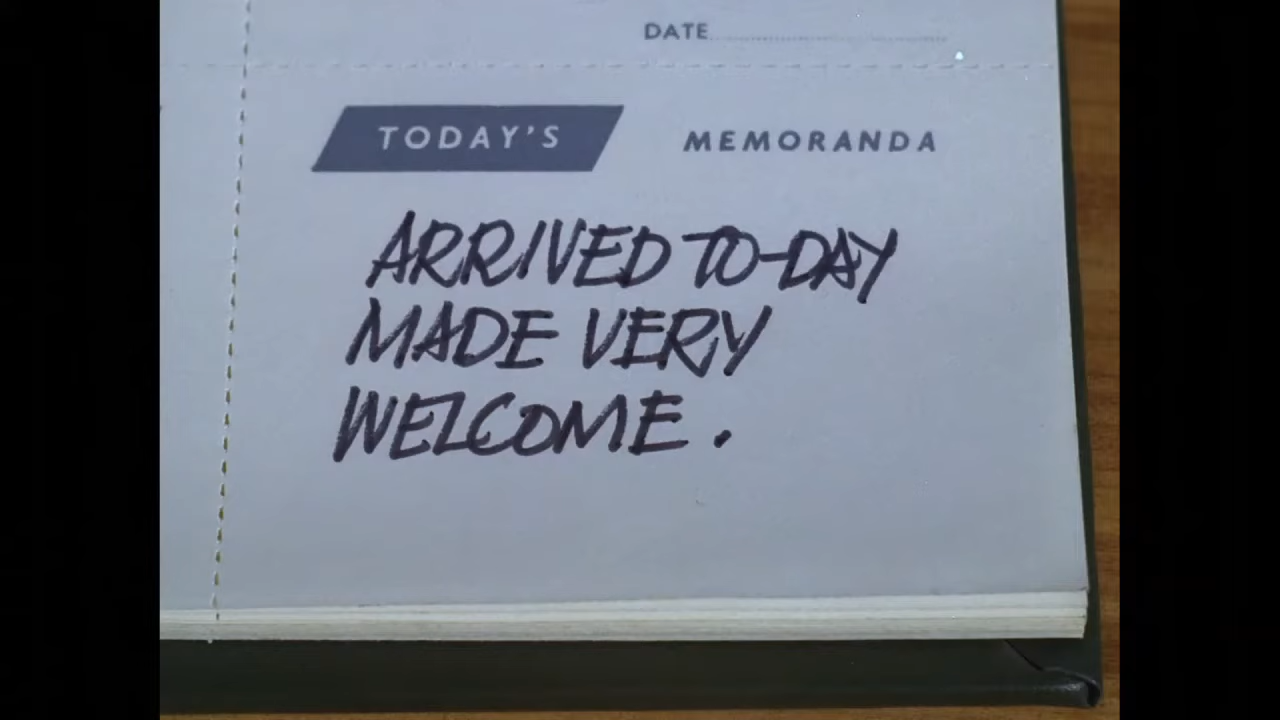 DATE
TODAY'S MEMORANDA
ARRIVED TO-DAY
MADE VERY
WELCOME.